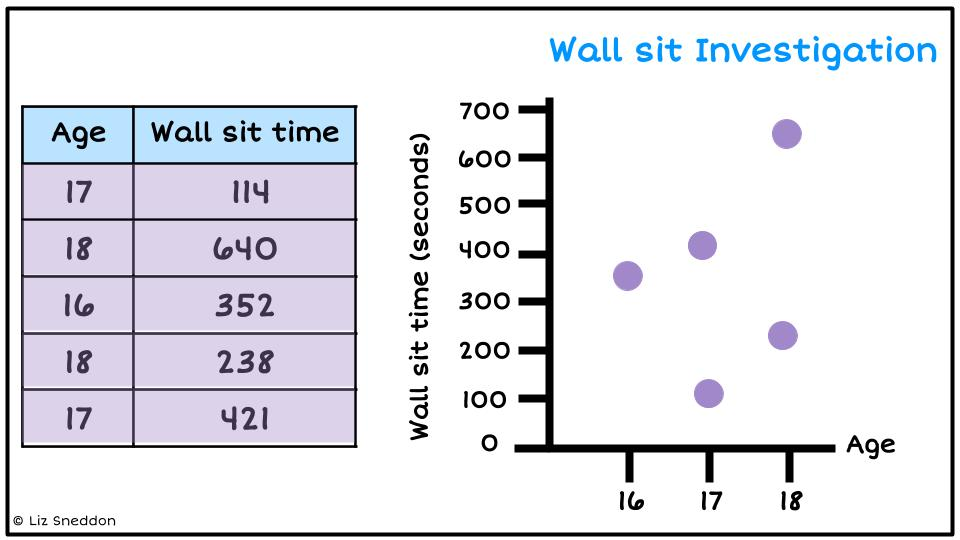 Wall sit Investigation
Age Wall sit time
17 114
18 640
16 352
18 238
17 421
Wall sit time (seconds)
700
600
500
400
300
200
100
0
Age
16 17 18
© Liz Sneddon